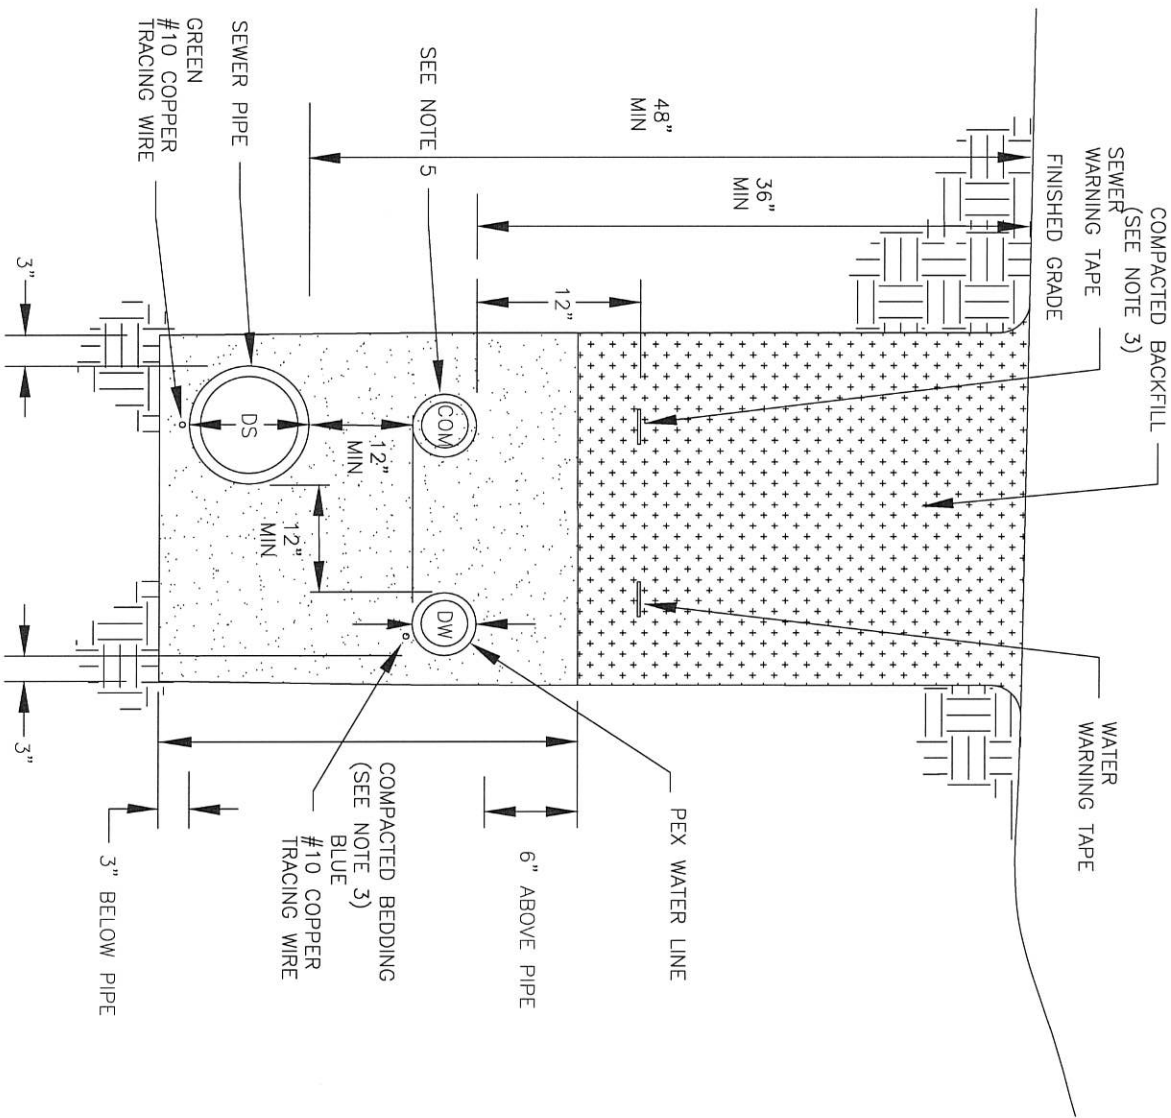 COMPACTED BACKFILL
(SEE NOTE 3)
SEWER
WARNING TAPE
FINISHED GRADE
WATER
WARNING TAPE
48"
MIN
36"
MIN
12"
SEE NOTE 5
SEWER PIPE
GREEN
#10 COPPER
TRACING WIRE
COM
DS
DW
12"
MIN
12"
MIN
3"
3"
PEX WATER LINE
6" ABOVE PIPE
COMPACTED BEDDING
(SEE NOTE 3)
BLUE
#10 COPPER
TRACING WIRE
3" BELOW PIPE